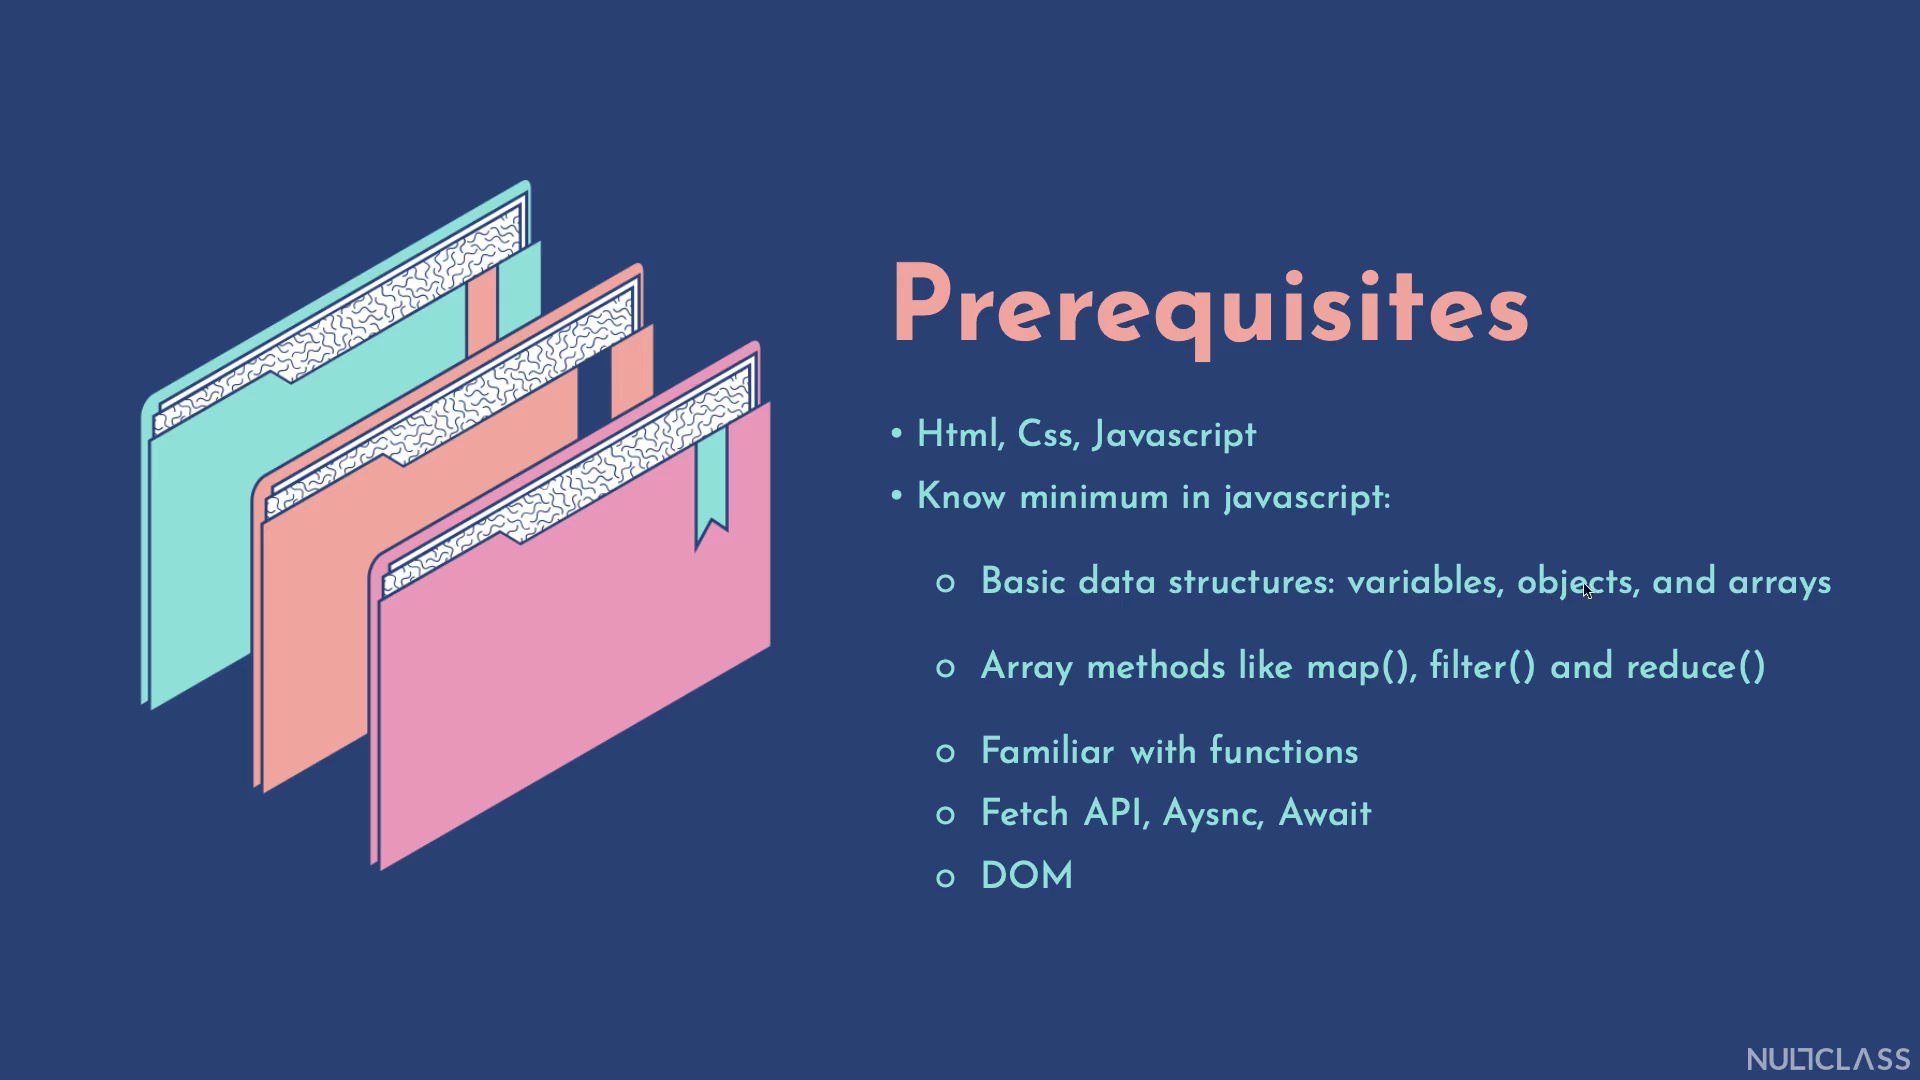 Prerequisites
• Html, Css, Javascript
• Know minimum in javascript:
○ Basic data structures: variables, objects, and arrays
○ Array methods like map(), filter() and reduce()
○ Familiar with functions
○ Fetch API, Aysnc, Await
○ DOM
NULLCLASS